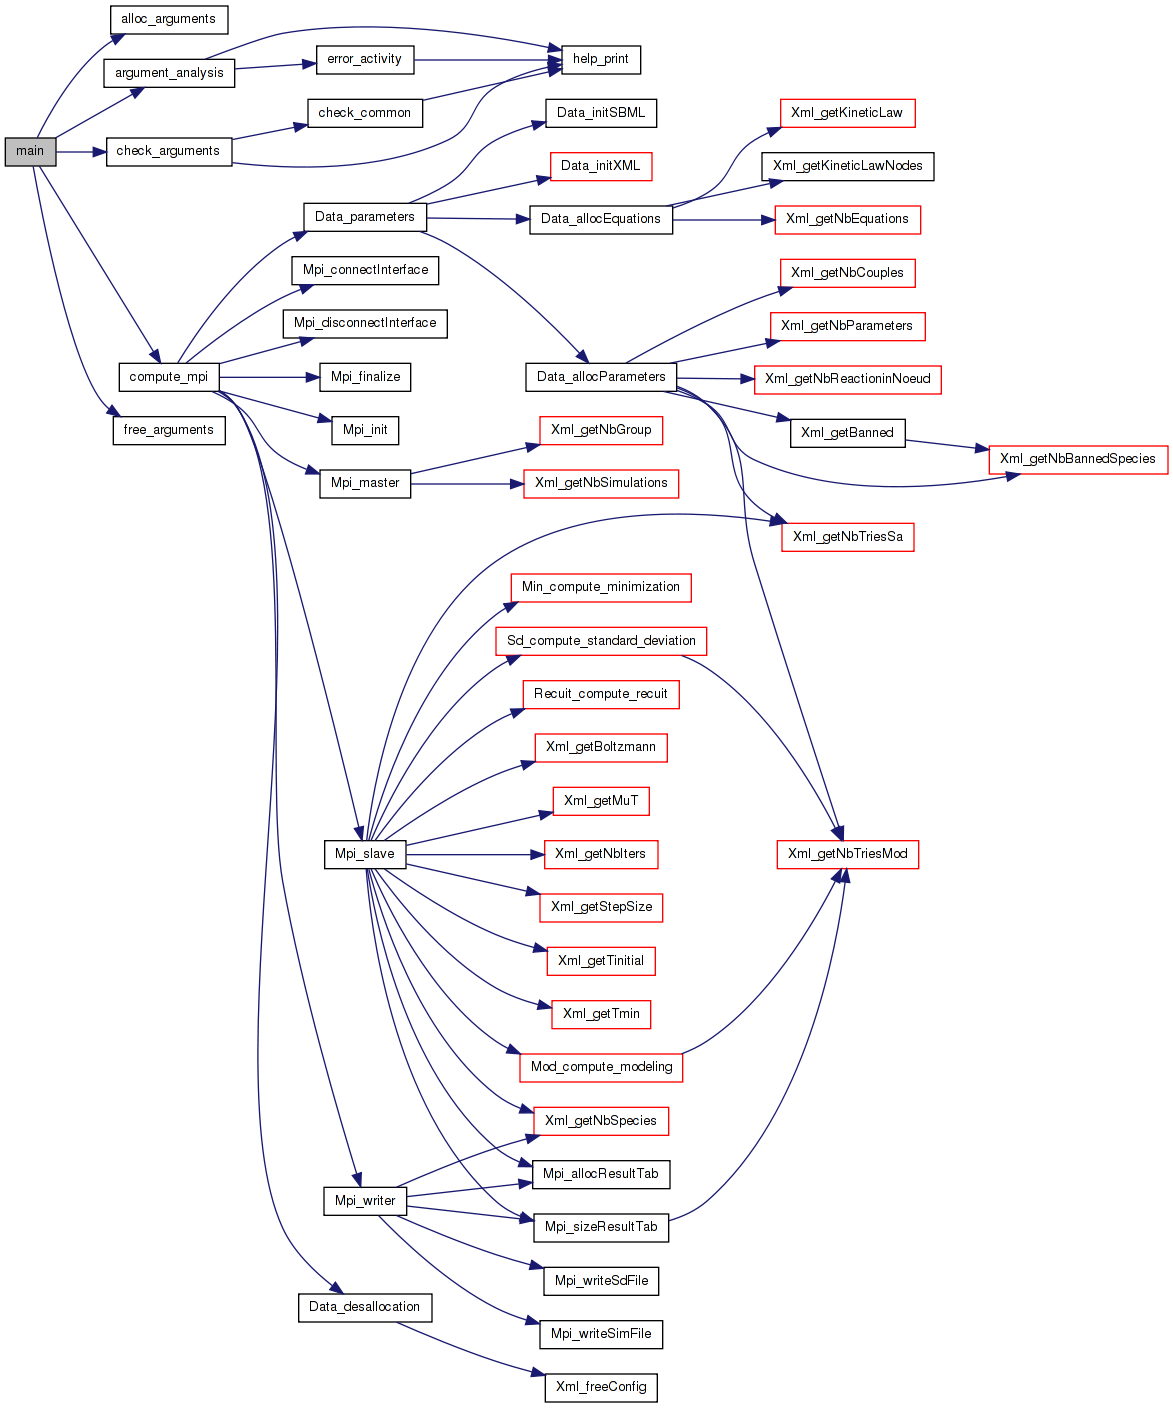 alloc_arguments
argument_analysis
error_activity
help_print
check_common
Data_initSBML
Xml_getKineticLaw
main
check_arguments
Data_initXML
Xml_getKineticLawNodes
Data_parameters
Data_allocEquations
Xml_getNbEquations
Mpi_connectInterface
Xml_getNbCouples
Mpi_disconnectInterface
Xml_getNbParameters
compute_mpi
Mpi_finalize
Data_allocParameters
Xml_getNbReactioninNoeud
free_arguments
Mpi_init
Xml_getNbGroup
Xml_getBanned
Xml_getNbBannedSpecies
Mpi_master
Xml_getNbSimulations
Xml_getNbTriesSa
Min_compute_minimization
Sd_compute_standard_deviation
Recuit_compute_recuit
Xml_getBoltzmann
Xml_getMuT
Mpi_slave
Xml_getNbIters
Xml_getNbTriesMod
Xml_getStepSize
Xml_getTinitial
Xml_getTmin
Mod_compute_modeling
Xml_getNbSpecies
Mpi_allocResultTab
Mpi_writer
Mpi_sizeResultTab
Mpi_writeSdFile
Data_desallocation
Mpi_writeSimFile
Xml_freeConfig